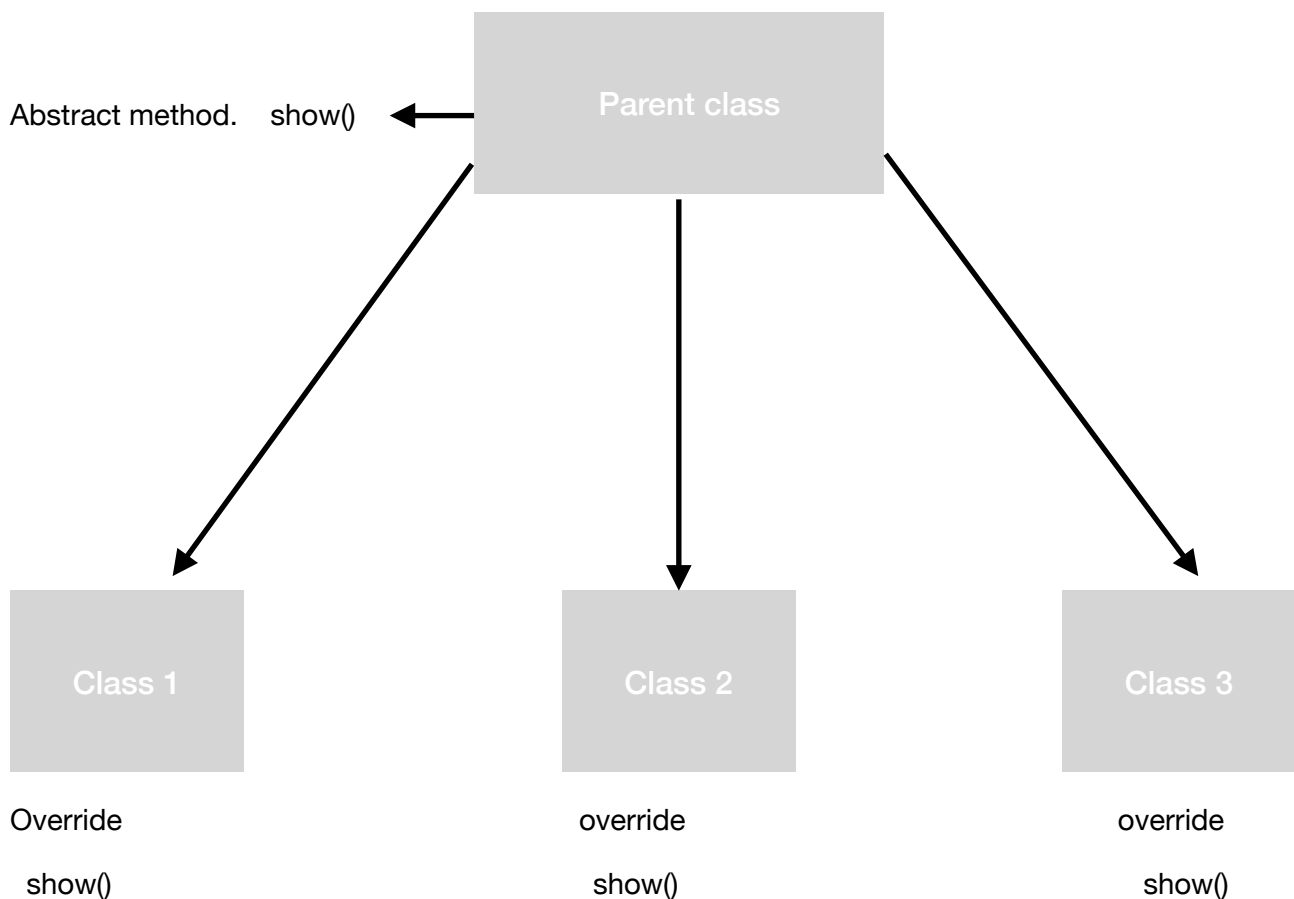 Parent class
Abstract method. show()
Class 1
Class 2
Class 3
Override
override
override
show()
show()
show()